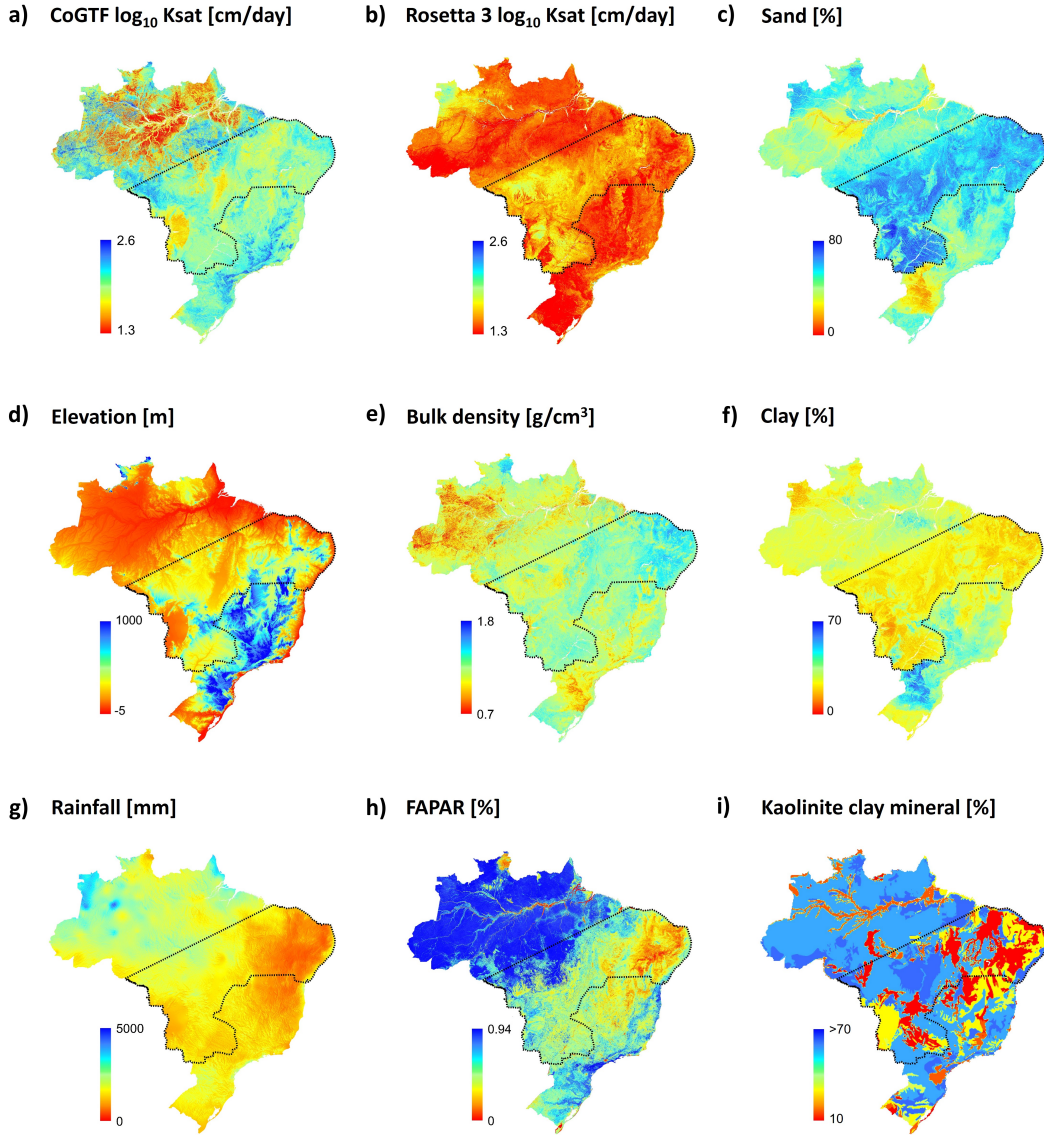 a) CoGTF log₁₀ Ksat [cm/day]
b) Rosetta 3 log₁₀ Ksat [cm/day]
c) Sand [%]
2.6
1.3
2.6
1.3
80
0
d) Elevation [m]
e) Bulk density [g/cm³]
f) Clay [%]
1000
-5
1.8
0.7
70
0
g) Rainfall [mm]
h) FAPAR [%]
i) Kaolinite clay mineral [%]
5000
0
0.94
0
>70
10